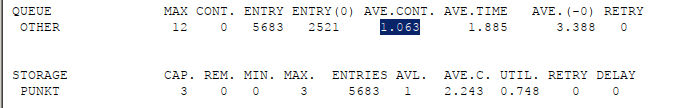 QUEUE MAX CONT. ENTRY ENTRY(0) AVE.CONT. AVE.TIME AVE.(-0) RETRY
OTHER 12 0 5683 2521 1.063 1.885 3.388 0
STORAGE CAP. REM. MIN. MAX. ENTRIES AVL. AVE.C. UTIL. RETRY DELAY
PUNKT 3 0 0 3 5683 1 2.243 0.748 0 0